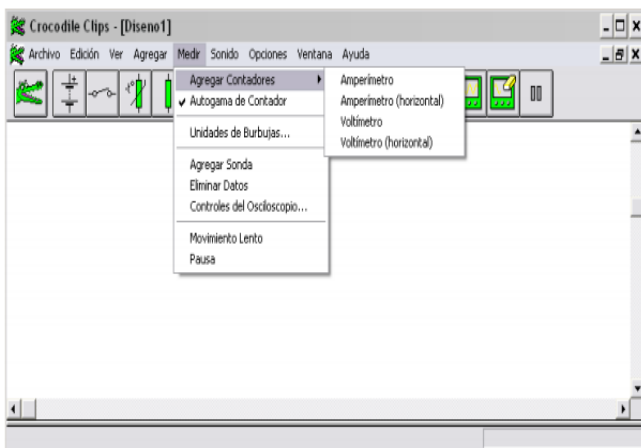 Crocodile Clips - [Diseno1]
Archivo Edición Ver Agregar Medir Sonido Opciones Ventana Ayuda
Agregar Contadores
Autogama de Contador
Unidades de Burbujas...
Agregar Sonda
Eliminar Datos
Controles del Osciloscopio...
Movimiento Lento
Pausa
Amperímetro
Amperímetro (horizontal)
Voltímetro
Voltímetro (horizontal)